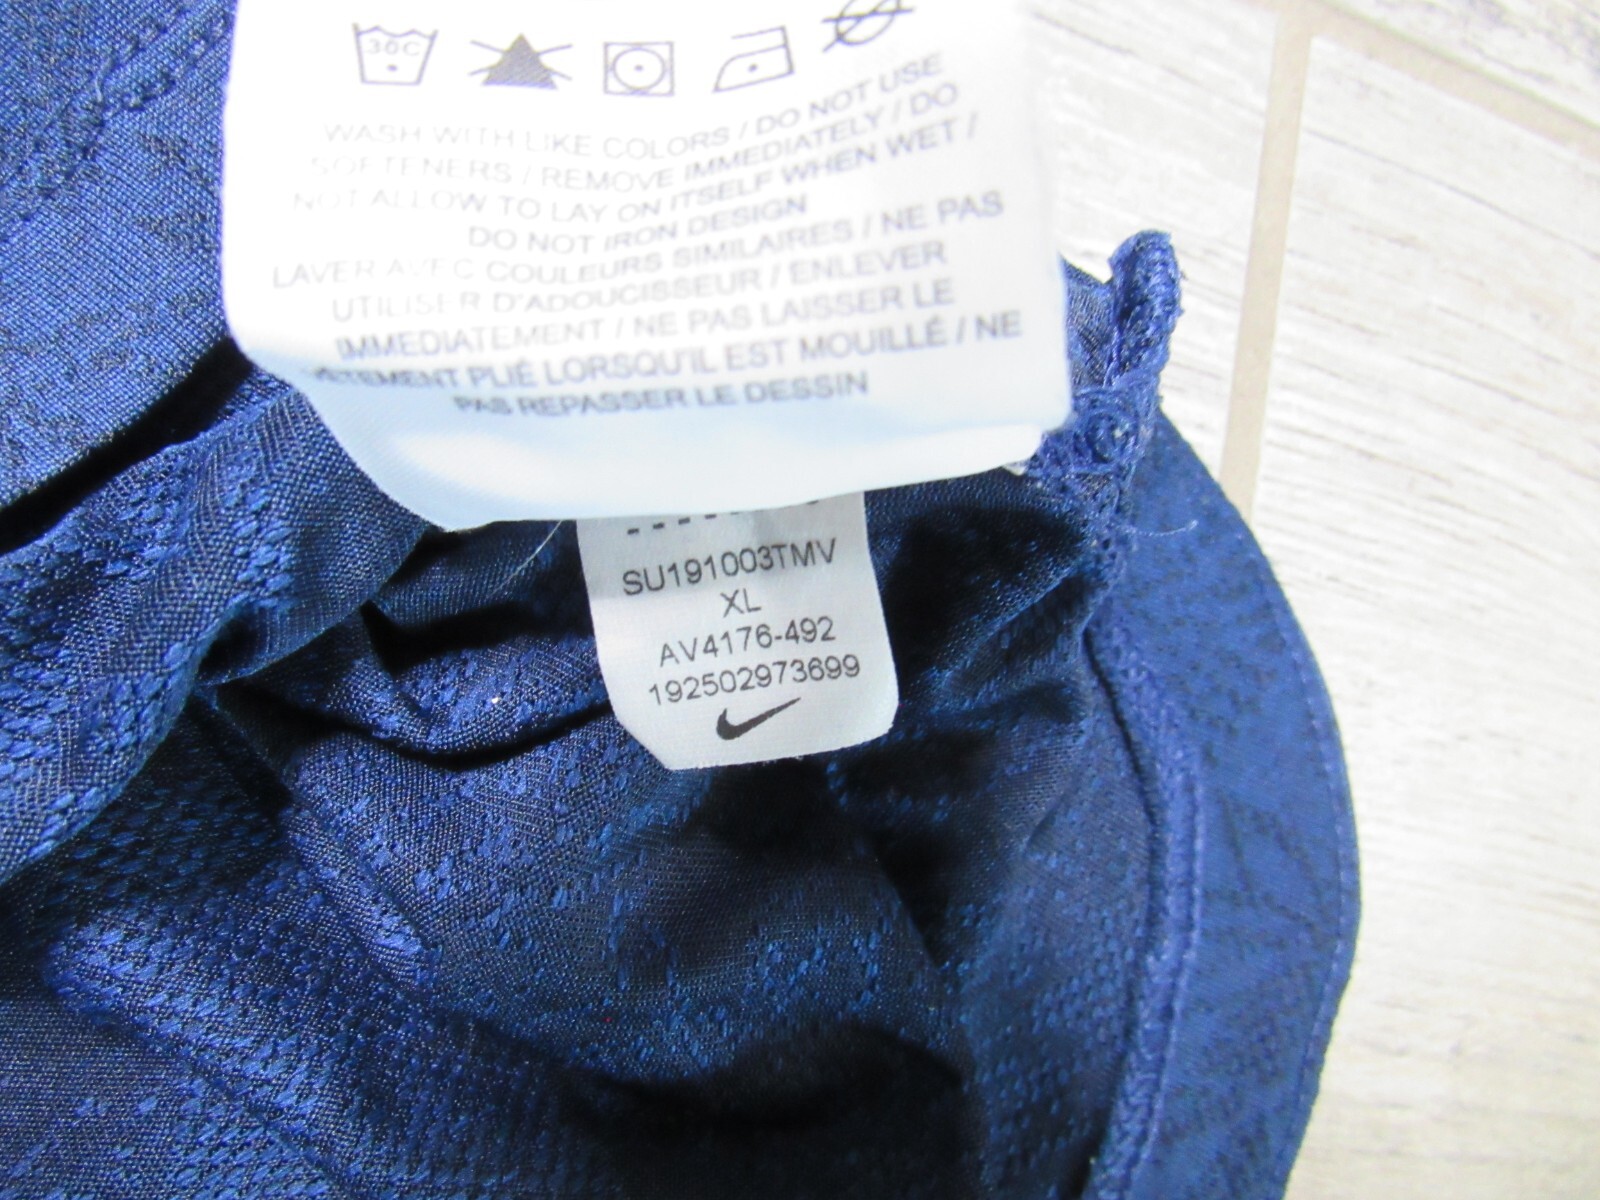 30C
WASH WITH LIKE COLORS / DO NOT USE
SOFTENERS / REMOVE IMMEDIATELY / DO
NOT ALLOW TO LAY ON ITSELF WHEN WET /
DO NOT IRON DESIGN
LAVER AVEC COULEURS SIMILAIRES / NE PAS
UTILISER D'ADOUCISSEUR / ENLEVER
IMMEDIATEMENT / NE PAS LAISSER LE
VETEMENT PLIÉ LORSQU'IL EST MOUILLÉ / NE
PAS REPASSER LE DESSIN
SU191003TMV
XL
AV4176-492
192502973699